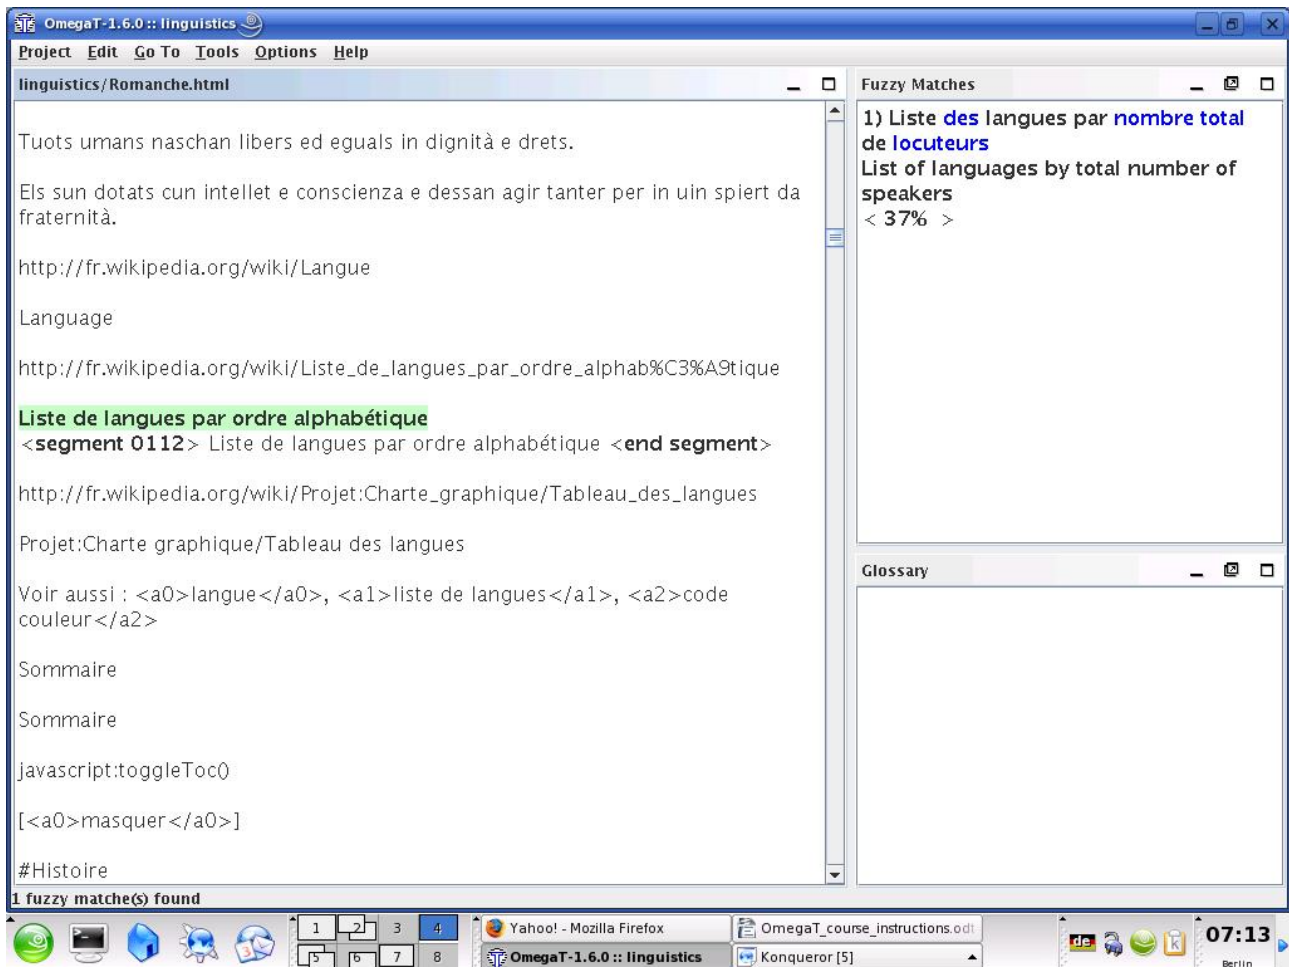 OmegaT-1.6.0 :: linguistics
Project Edit Go To Tools Options Help
linguistics/Romanche.html
Tuots umans naschan libers ed eguals in dignità e drets.
Els sun dotats cun intellet e conscienza e dessan agir tanter per in uin spiert da
fraternità.
http://fr.wikipedia.org/wiki/Langue
Language
http://fr.wikipedia.org/wiki/Liste_de_langues_par_ordre_alphab%C3%A9tique
Liste de langues par ordre alphabétique
<segment 0112> Liste de langues par ordre alphabétique <end segment>
http://fr.wikipedia.org/wiki/Projet:Charte_graphique/Tableau_des_langues
Projet:Charte graphique/Tableau des langues
Voir aussi : <a0>langue</a0>, <a1>liste de langues</a1>, <a2>code
couleur</a2>
Sommaire
Sommaire
javascript:toggleToc()
[<a0>masquer</a0>]
#Histoire
Fuzzy Matches
1) Liste des langues par nombre total
de locuteurs
List of languages by total number of
speakers
< 37% >
Glossary
1 fuzzy matche(s) found
1 2 3 4
5 6 7 8
Yahoo! - Mozilla Firefox
OmegaT_course_instructions.odt
OmegaT-1.6.0 :: linguistics
Konqueror [5]
de
07:13
Berlin